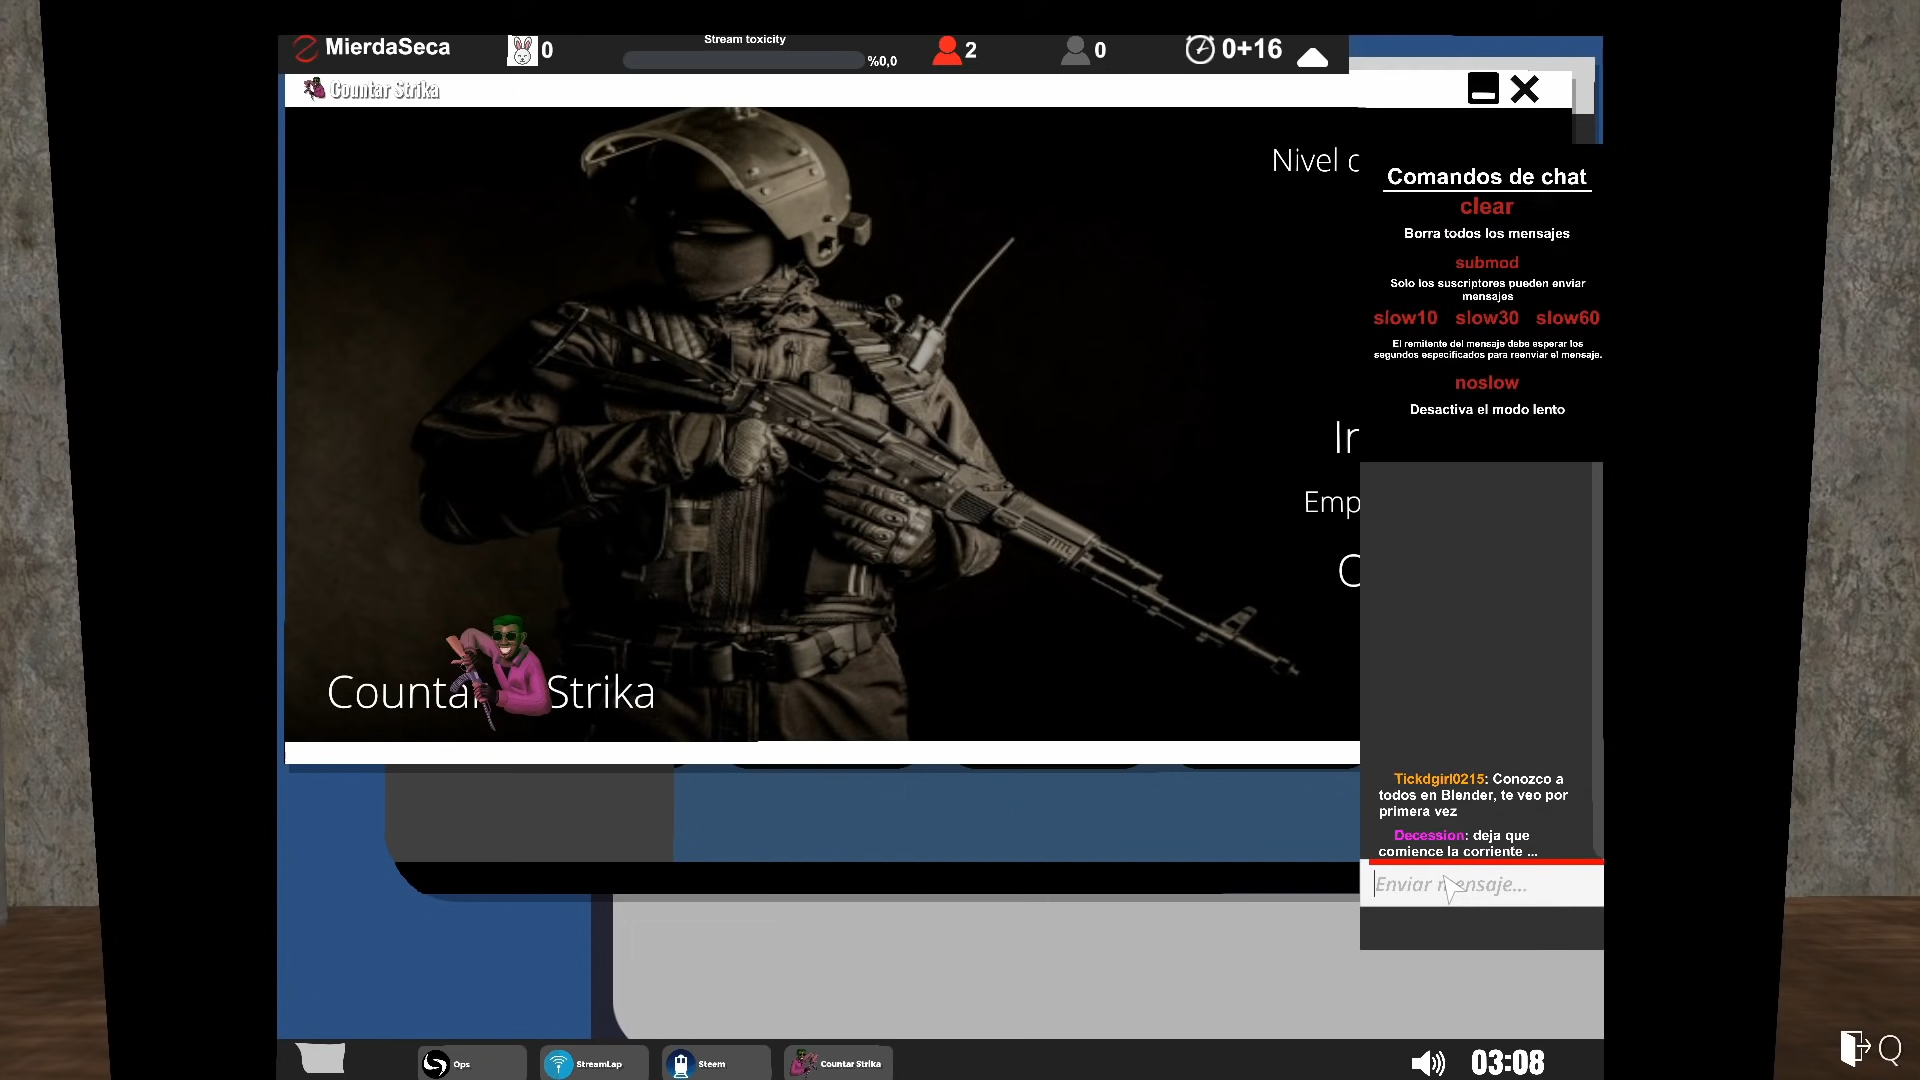 MierdaSeca
0
Stream toxicity
%0,0
2
0
0+16
Countar Strika
Nivel
Comandos de chat
clear
Borra todos los mensajes
submod
Solo los suscriptores pueden enviar
mensajes
slow10 slow30 slow60
El remitente del mensaje debe esperar los
segundos especificados para reenviar el mensaje.
noslow
Desactiva el modo lento
Emp
Countar Strika
Tickdgirl0215: Conozco a
todos en Blender, te veo por
primera vez
Decession: deja que
comience la corriente ...
Enviar mensaje...
Ops
StreamLap
Steem
Countar Strika
03:08
Q